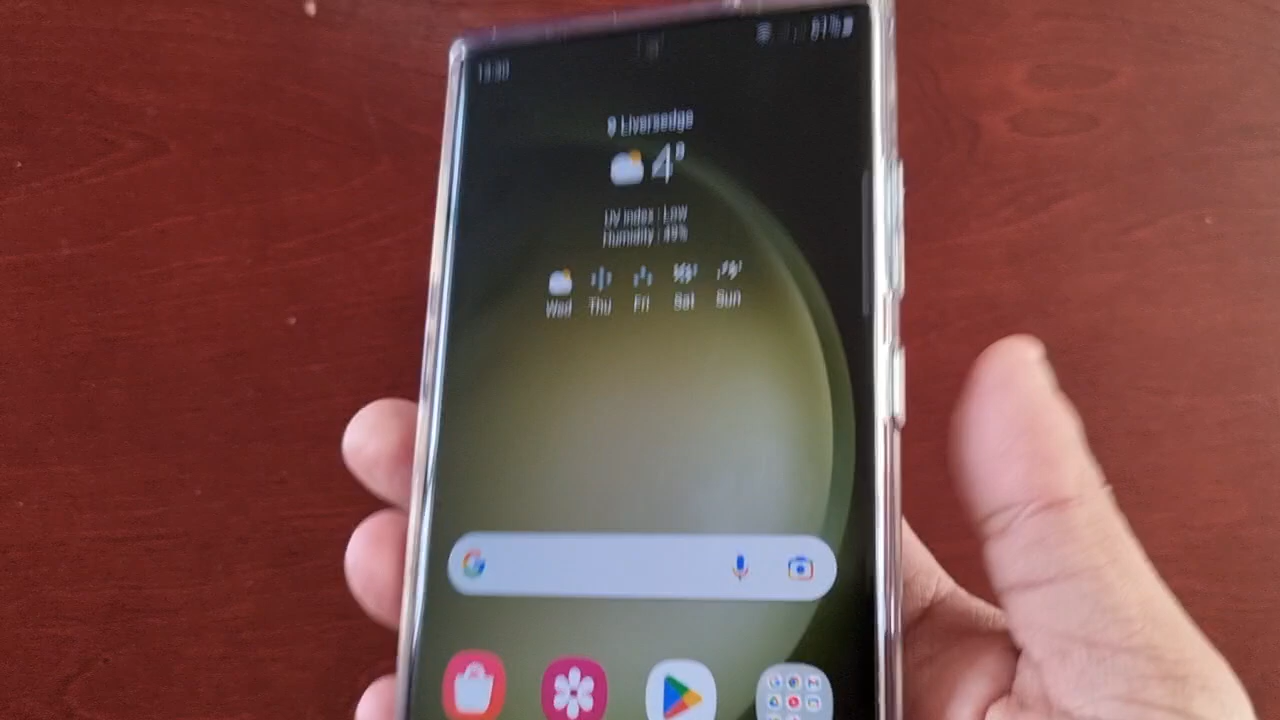 Liversedge
4°
UV index : Low
Humidity : 49%
Wed Thu Fri Sat Sun
G